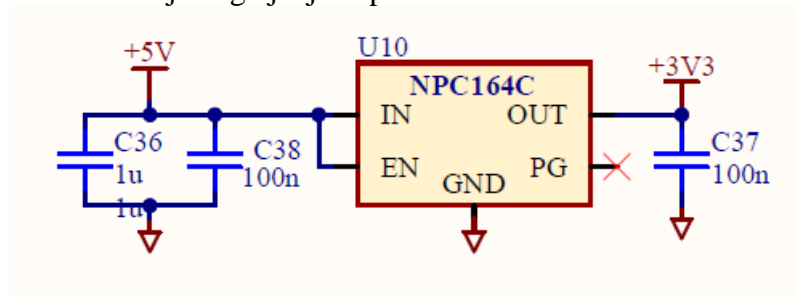 +5V
U10
NPC164C
+3V3
IN
OUT
C36
1u
1u
C38
100n
EN
GND
PG
C37
100n